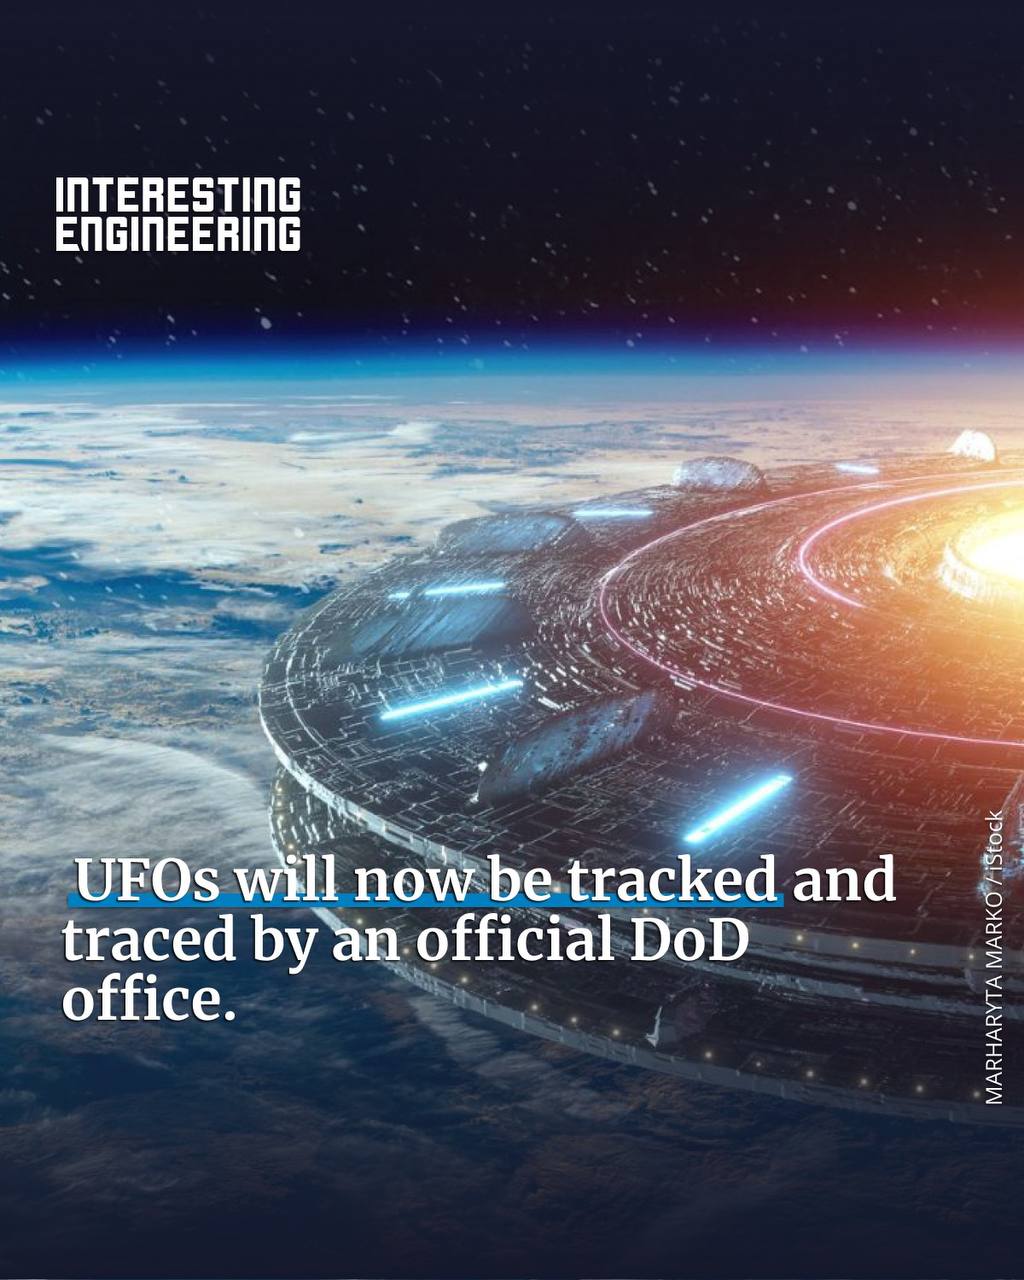 INTERESTING
ENGINEERING
UFOs will now be tracked and
traced by an official DoD
office.
MARHARYTA MARKO / iStock